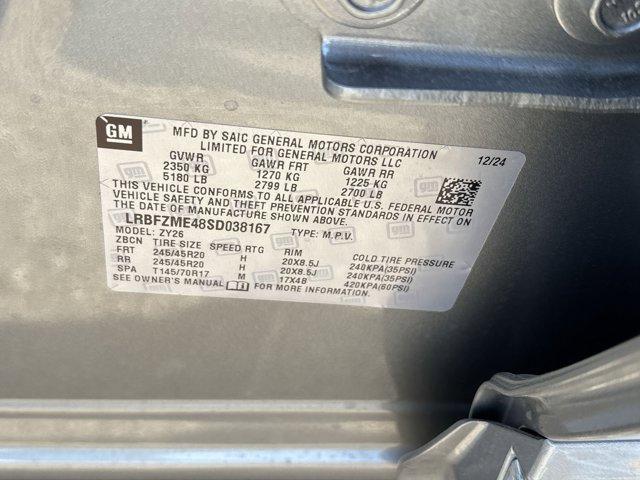 GM
MFD BY SAIC GENERAL MOTORS CORPORATION
LIMITED FOR GENERAL MOTORS LLC
12/24
GVWR GAWR FRT GAWR RR
2350 KG 1270 KG 1225 KG
5180 LB 2799 LB 2700 LB
THIS VEHICLE CONFORMS TO ALL APPLICABLE U.S. FEDERAL MOTOR
VEHICLE SAFETY AND THEFT PREVENTION STANDARDS IN EFFECT ON
THE DATE OF MANUFACTURE SHOWN ABOVE.
LRBFZME48SD038167 TYPE: M.P.V.
MODEL: ZY26
ZBCN TIRE SIZE SPEED RTG RIM COLD TIRE PRESSURE
FRT 245/45R20 H 20X8.5J 240KPA(35PSI)
RR 245/45R20 H 20X8.5J 240KPA(35PSI)
SPA T145/70R17 M 17X4B 420KPA(60PSI)
SEE OWNER'S MANUAL FOR MORE INFORMATION.